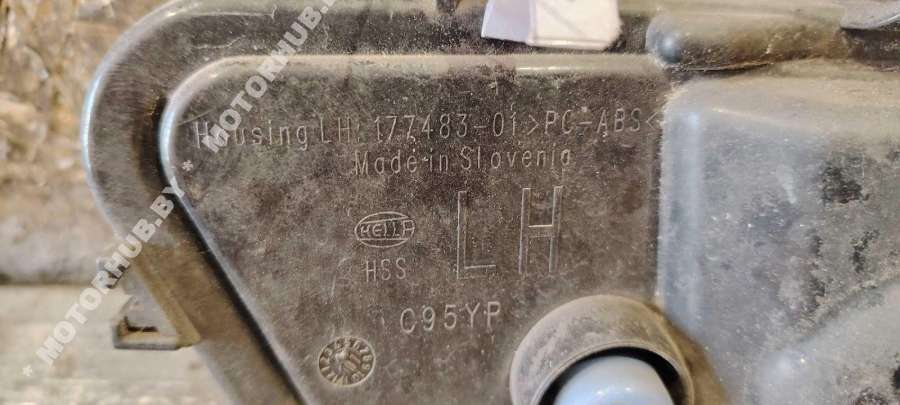 * MOTORHUB.BY * MOTORHUB.BY *
Housing LH: 177483-01 >PC-ABS<
Made in Slovenia
HELLA
LH
HSS
C95YP